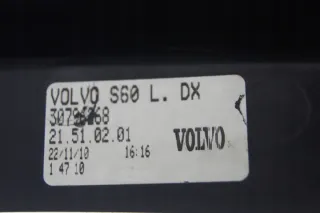 VOLVO S60 L. DX
21.51.02.01
VOLVO
22/11/10 16:16
1 47 10